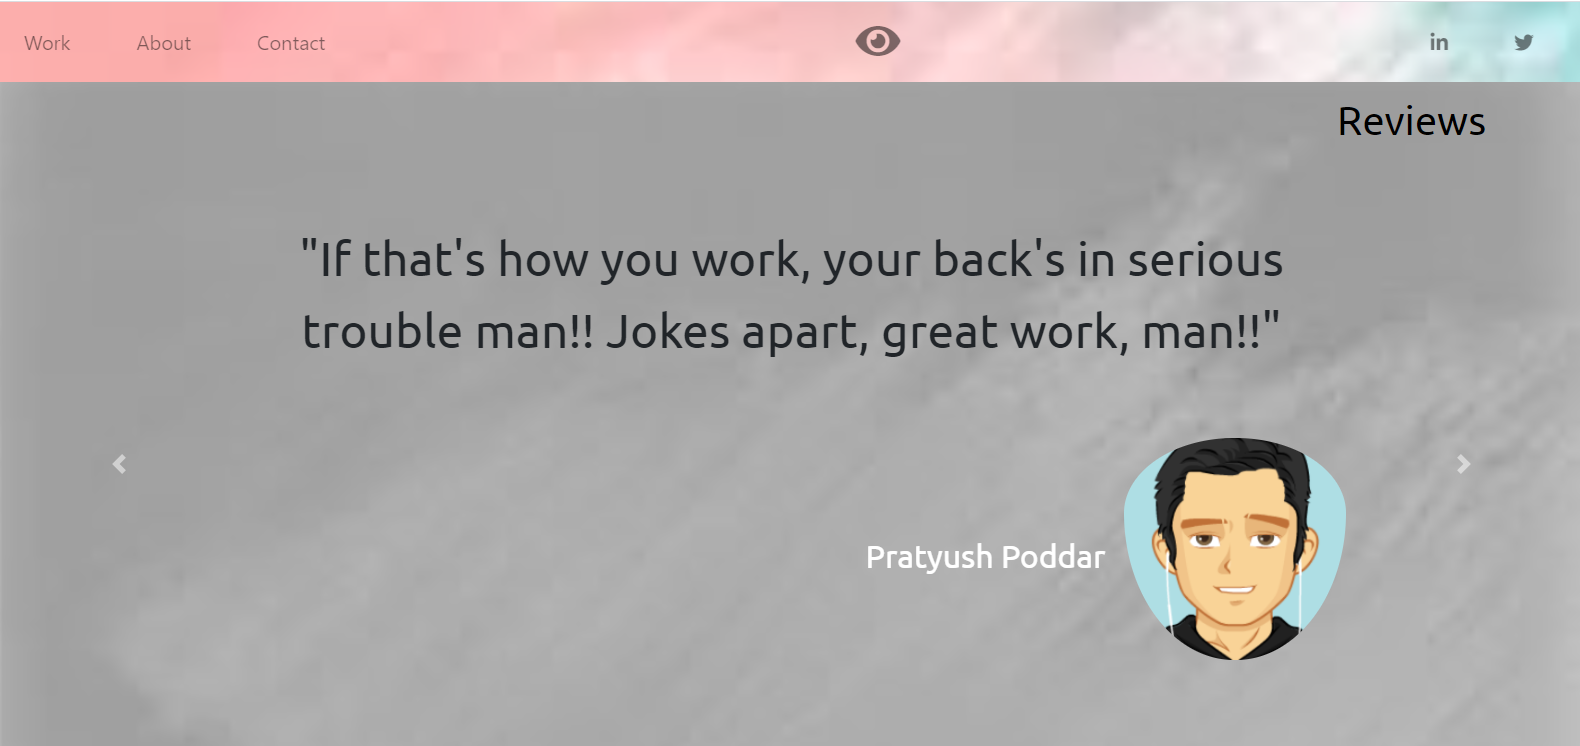 Work About Contact in
Reviews
"If that's how you work, your back's in serious
trouble man!! Jokes apart, great work, man!!"
Pratyush Poddar